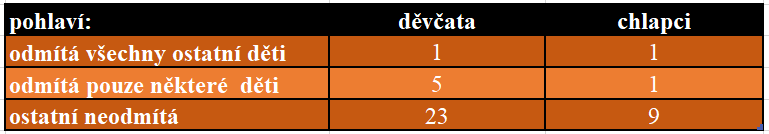 pohlaví: děvčata chlapci
odmítá všechny ostatní děti 1 1
odmítá pouze některé děti 5 1
ostatní neodmítá 23 9